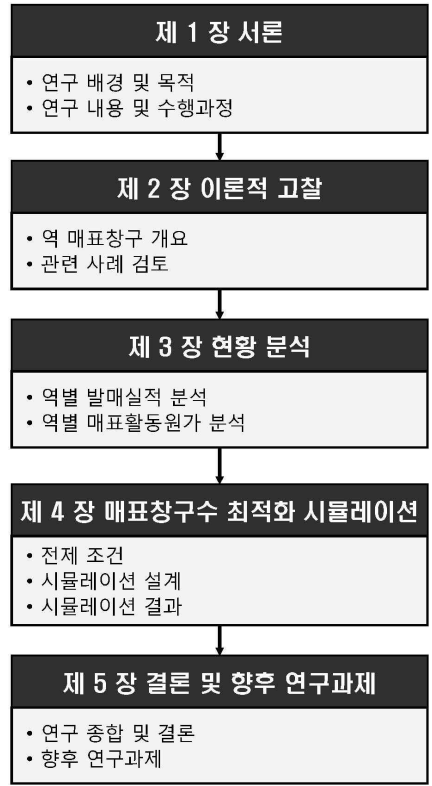 제 1 장 서론
• 연구 배경 및 목적
• 연구 내용 및 수행과정
제 2 장 이론적 고찰
• 역 매표창구 개요
• 관련 사례 검토
제 3 장 현황 분석
• 역별 발매실적 분석
• 역별 매표활동원가 분석
제 4 장 매표창구수 최적화 시뮬레이션
• 전제 조건
• 시뮬레이션 설계
• 시뮬레이션 결과
제 5 장 결론 및 향후 연구과제
• 연구 종합 및 결론
• 향후 연구과제